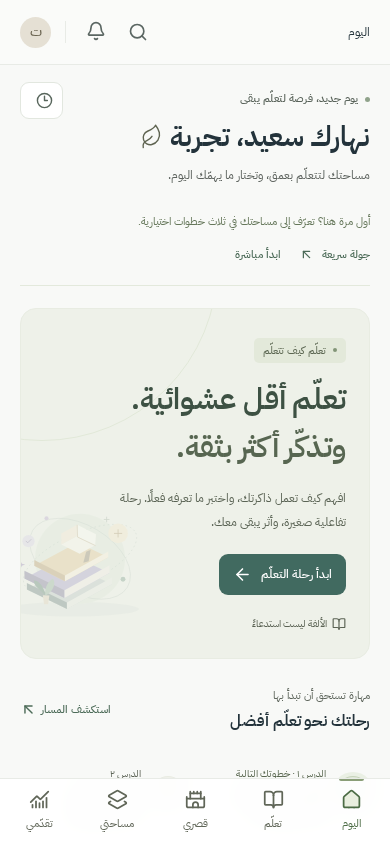 اليوم
ت
يوم جديد، فرصة لتعلّم يبقى
نهارك سعيد، تجربة
مساحتك لتتعلّم بعمق، وتختار ما يهمّك اليوم.
أول مرة هنا؟ تعرّف إلى مساحتك في ثلاث خطوات اختيارية.
جولة سريعة
ابدأ مباشرة
تعلّم كيف تتعلّم
تعلّم أقل عشوائية.
وتذكّر أكثر بثقة.
افهم كيف تعمل ذاكرتك، واختبر ما تعرفه فعلًا. رحلة
تفاعلية صغيرة، وأثر يبقى معك.
ابدأ رحلة التعلّم
الألفة ليست استدعاءً
مهارة تستحق أن تبدأ بها
رحلتك نحو تعلّم أفضل
استكشف المسار
الدرس ١ · خطوتك التالية
الدرس ٢
اليوم
تعلّم
قصري
مساحتي
تقدّمي